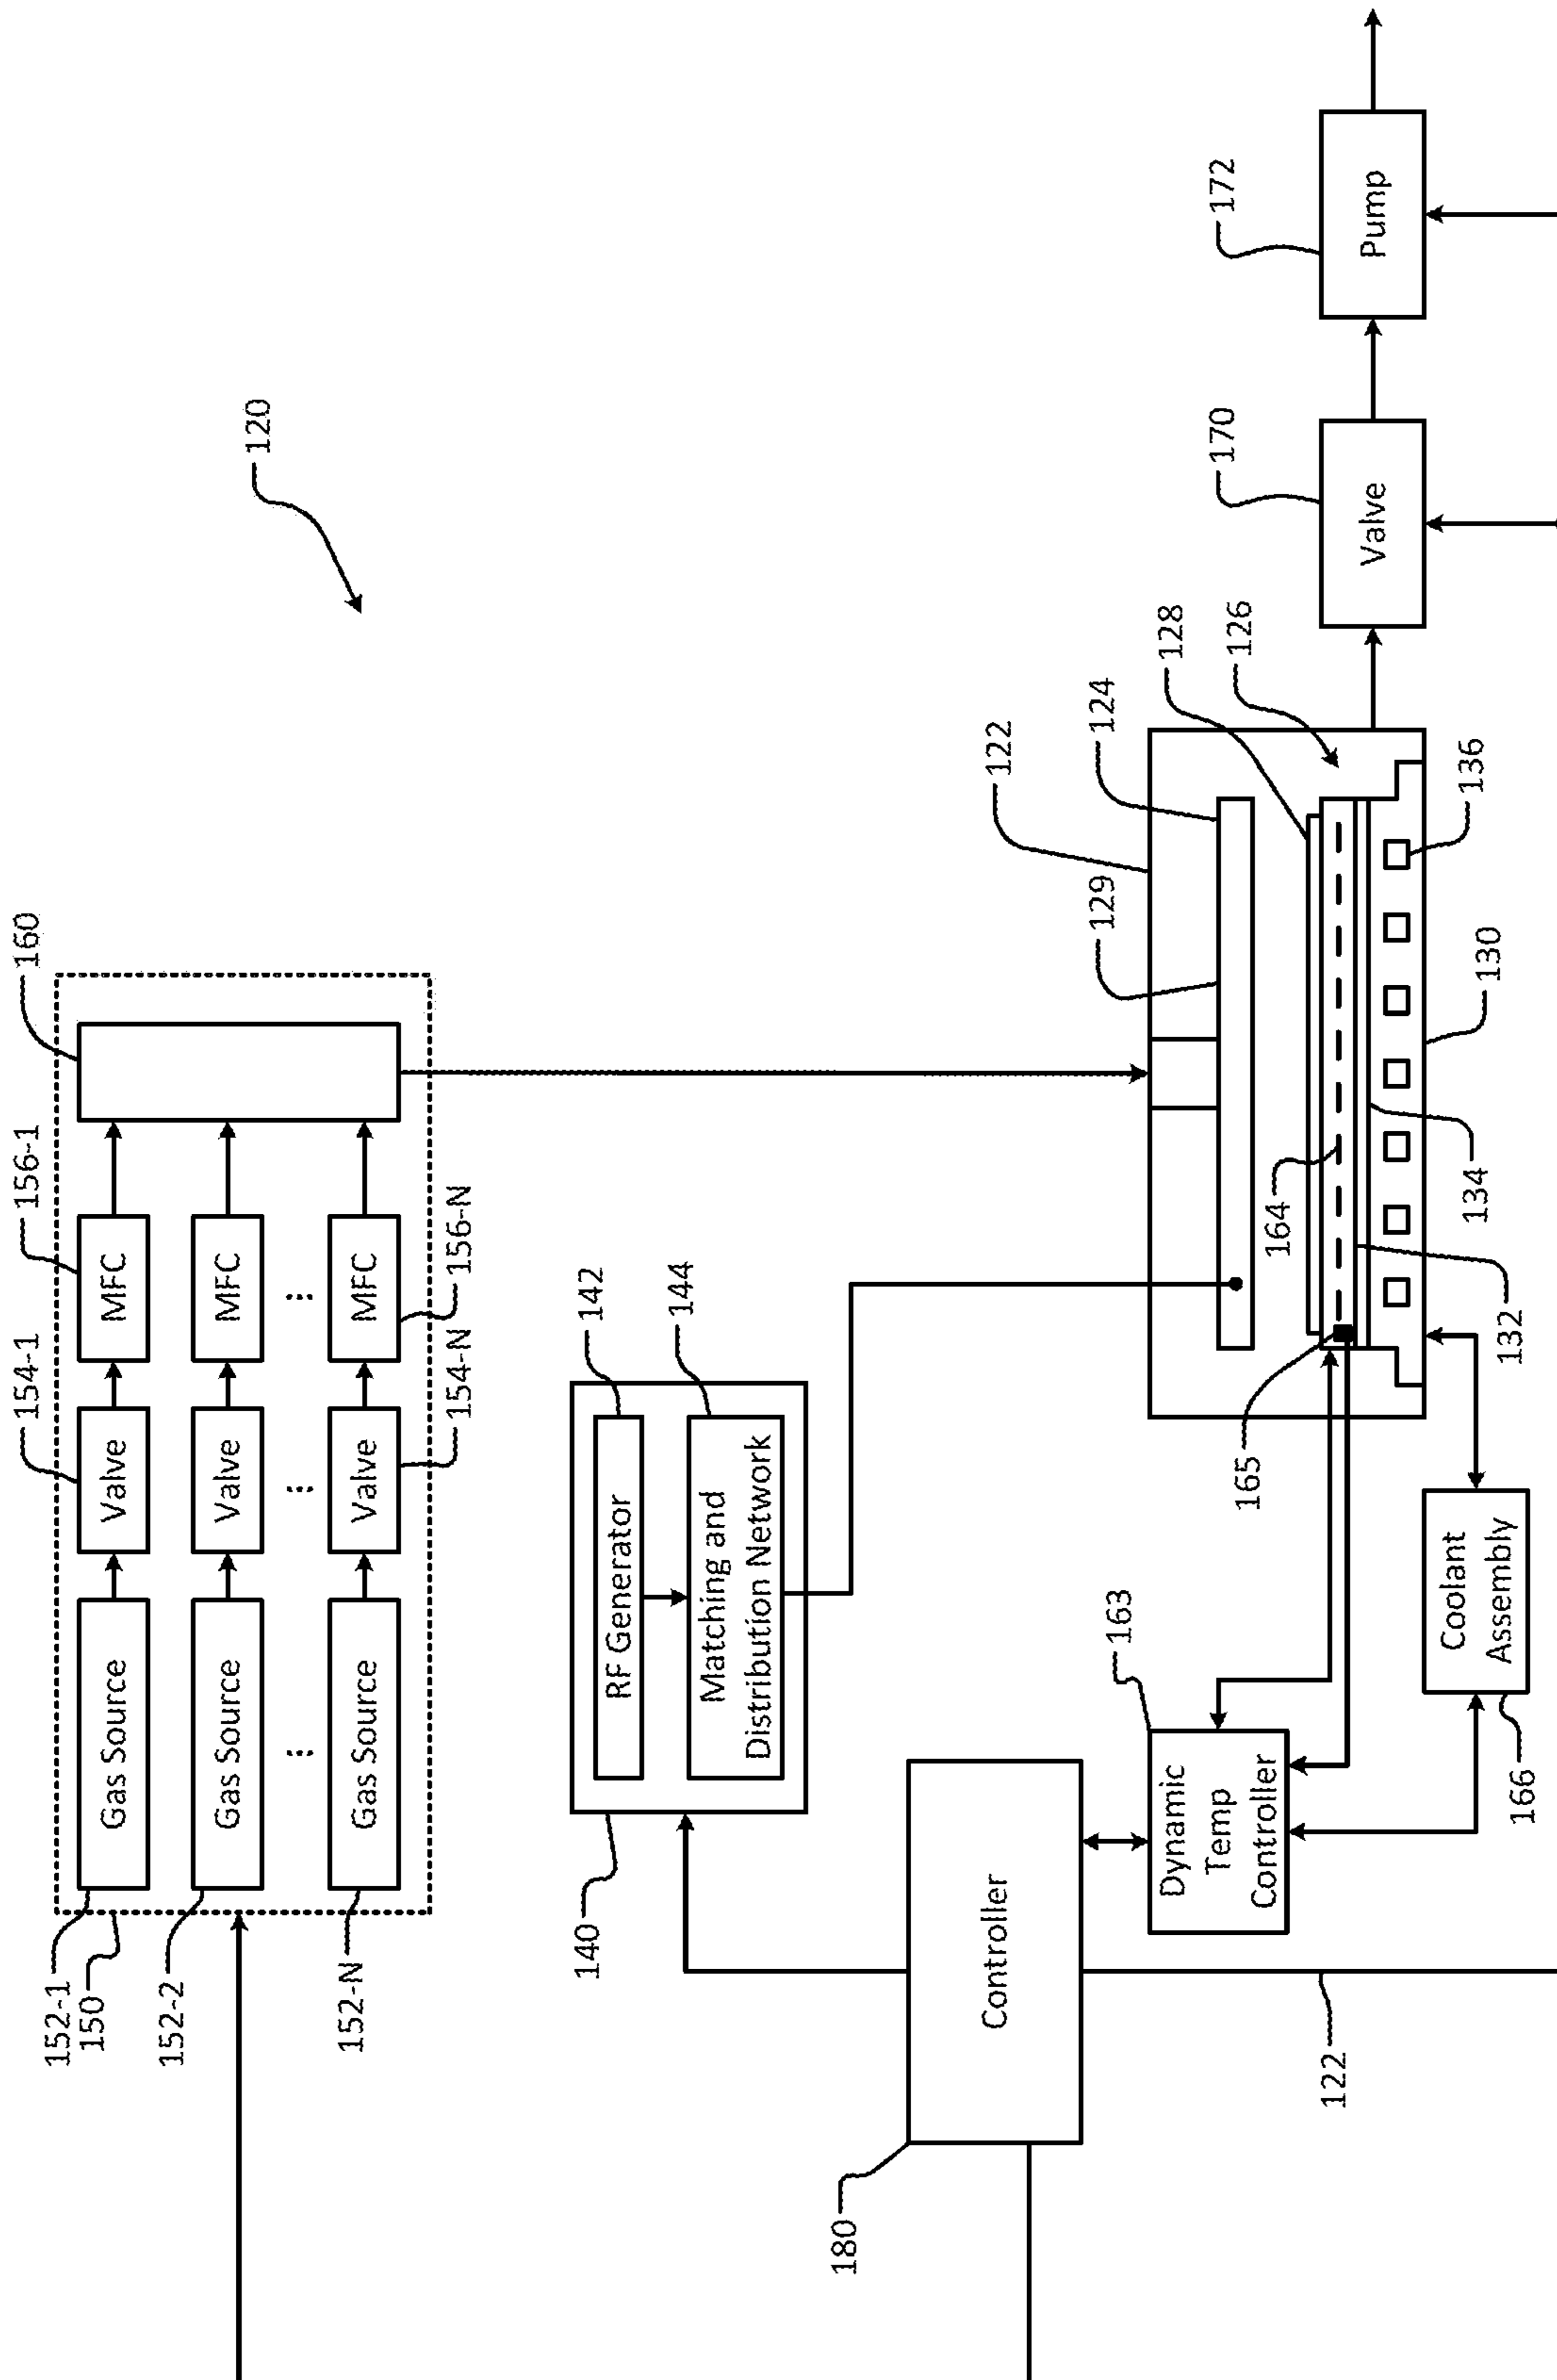 152-1
150
152-2
152-N
154-1
156-1
160
Gas Source
Valve
MFC
Gas Source
Valve
MFC
Gas Source
Valve
MFC
154-N
156-N
120
142
144
RF Generator
Matching and
Distribution Network
140
180
Controller
163
Dynamic
Temp
Controller
122
Coolant
Assembly
166
165
164
129
122
124
128
126
132
134
130
136
170
Valve
172
Pump